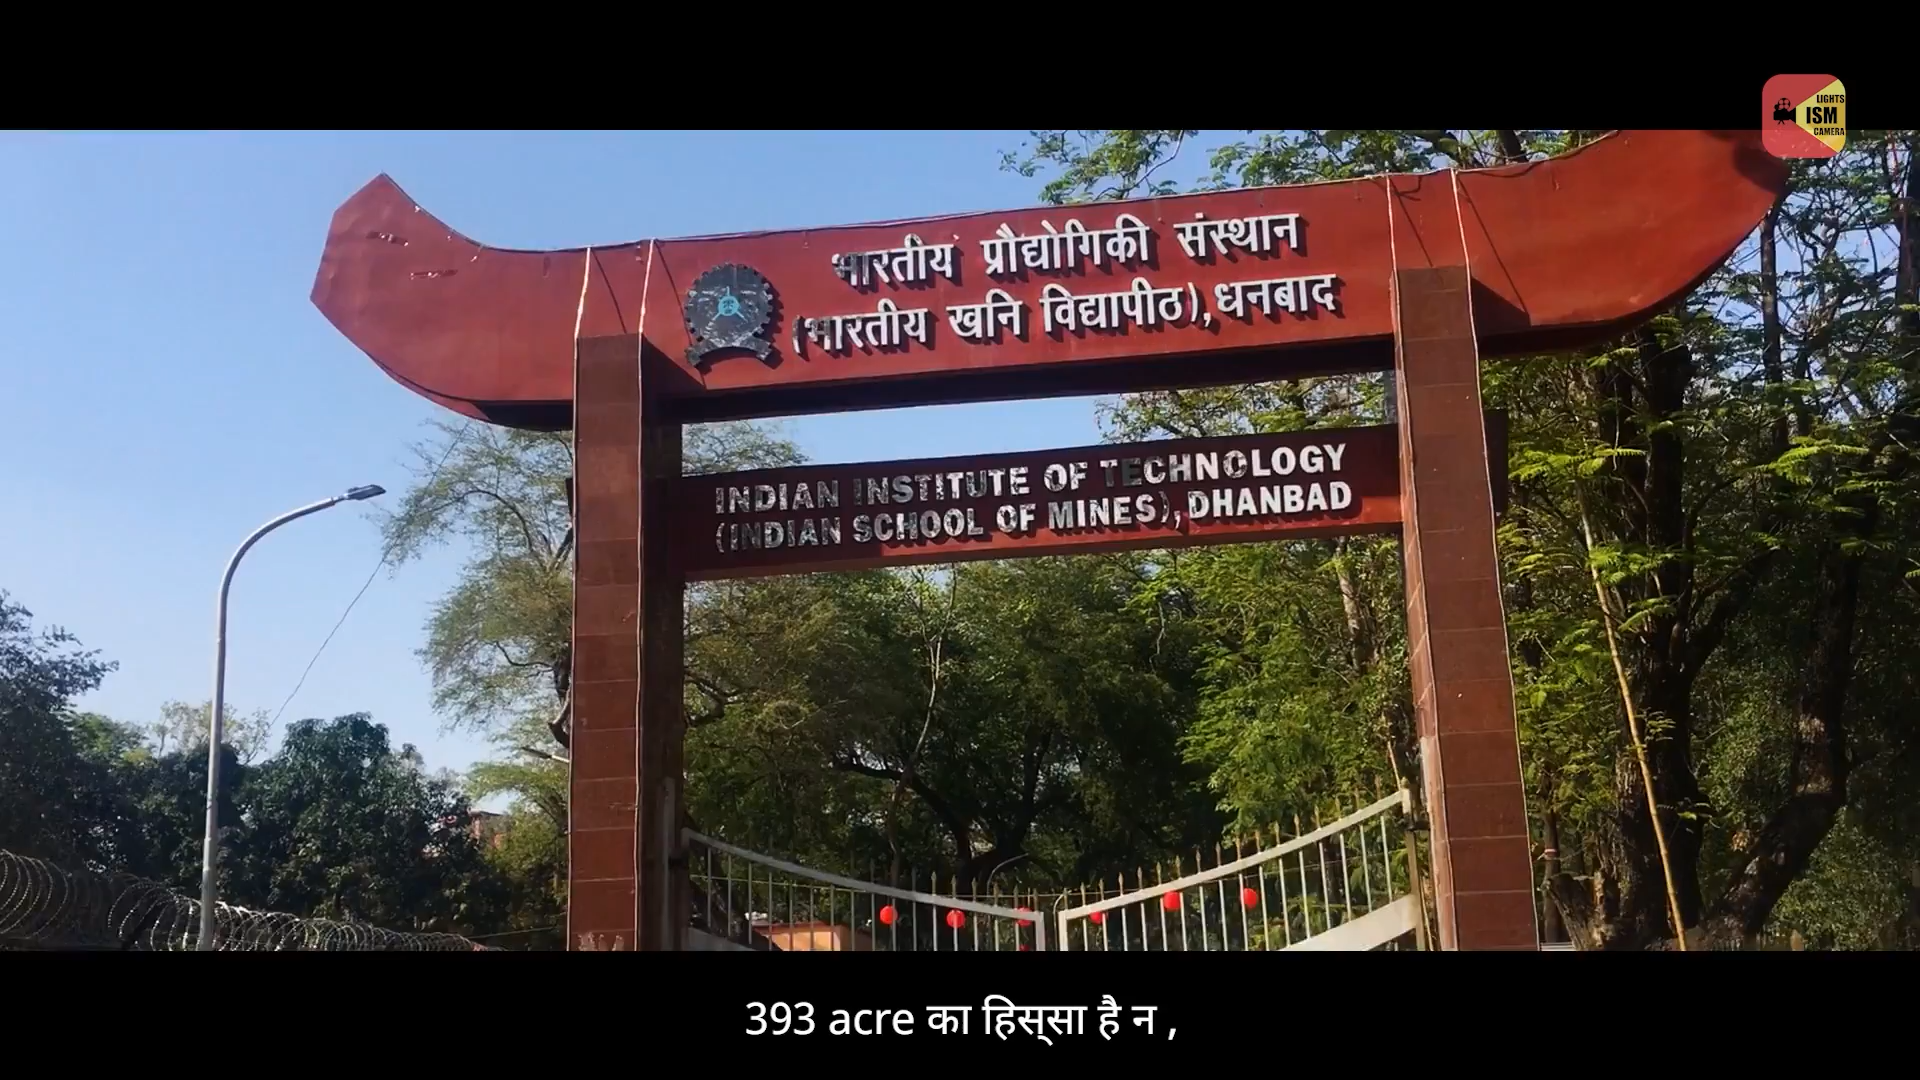 LIGHTS
ISM
CAMERA
भारतीय प्रौद्योगिकी संस्थान
(भारतीय खनि विद्यापीठ), धनबाद
INDIAN INSTITUTE OF TECHNOLOGY
(INDIAN SCHOOL OF MINES), DHANBAD
393 acre का हिस्सा है न ,